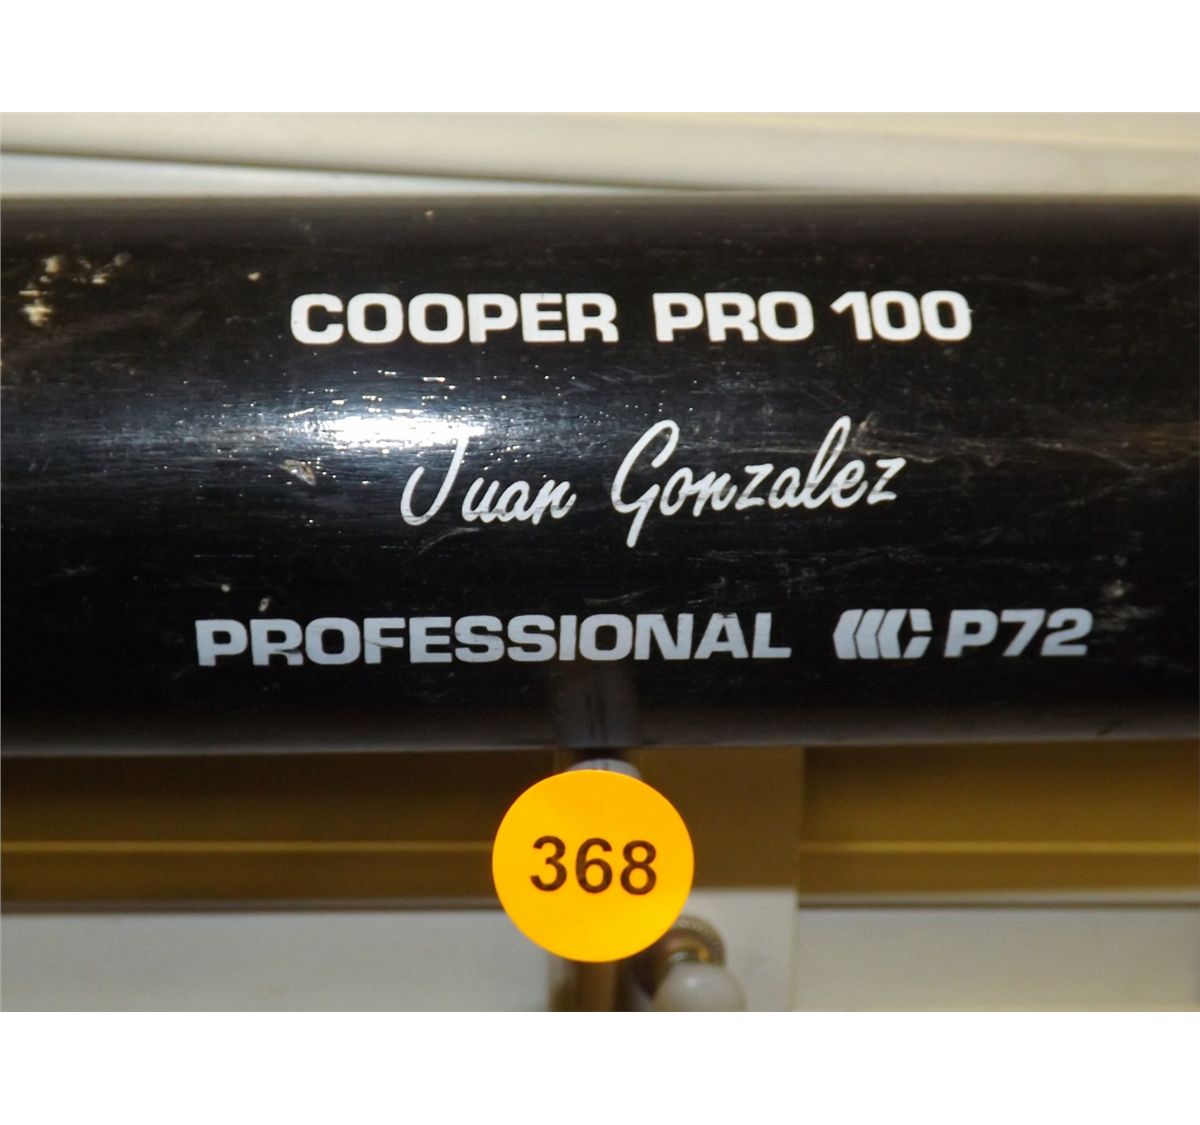 COOPER PRO 100
Juan Gonzalez
PROFESSIONAL C P72
368